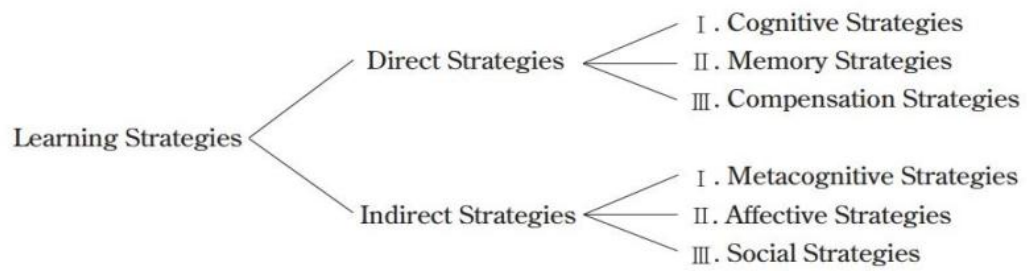 Ⅰ. Cognitive Strategies
Direct Strategies Ⅱ. Memory Strategies
Ⅲ. Compensation Strategies
Learning Strategies
Ⅰ. Metacognitive Strategies
Indirect Strategies Ⅱ. Affective Strategies
Ⅲ. Social Strategies